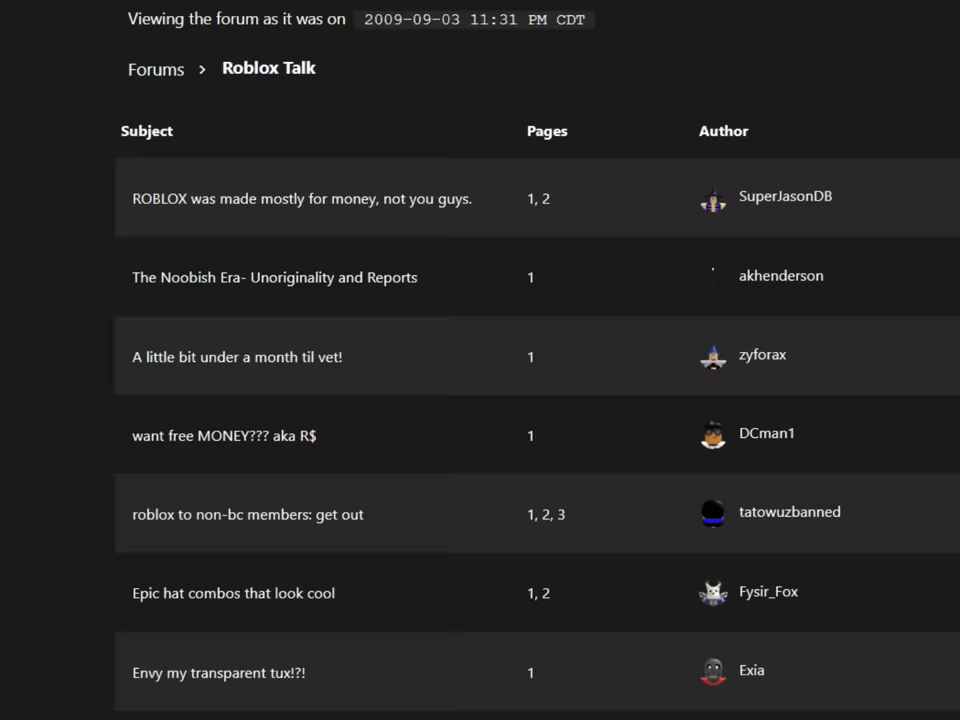 Viewing the forum as it was on 2009-09-03 11:31 PM CDT
Forums > Roblox Talk
Subject Pages Author
ROBLOX was made mostly for money, not you guys. 1, 2 SuperJasonDB
The Noobish Era- Unoriginality and Reports 1 akhenderson
A little bit under a month til vet! 1 zyforax
want free MONEY??? aka R$ 1 DCman1
roblox to non-bc members: get out 1, 2, 3 tatowuzbanned
Epic hat combos that look cool 1, 2 Fysir_Fox
Envy my transparent tux!?! 1 Exia